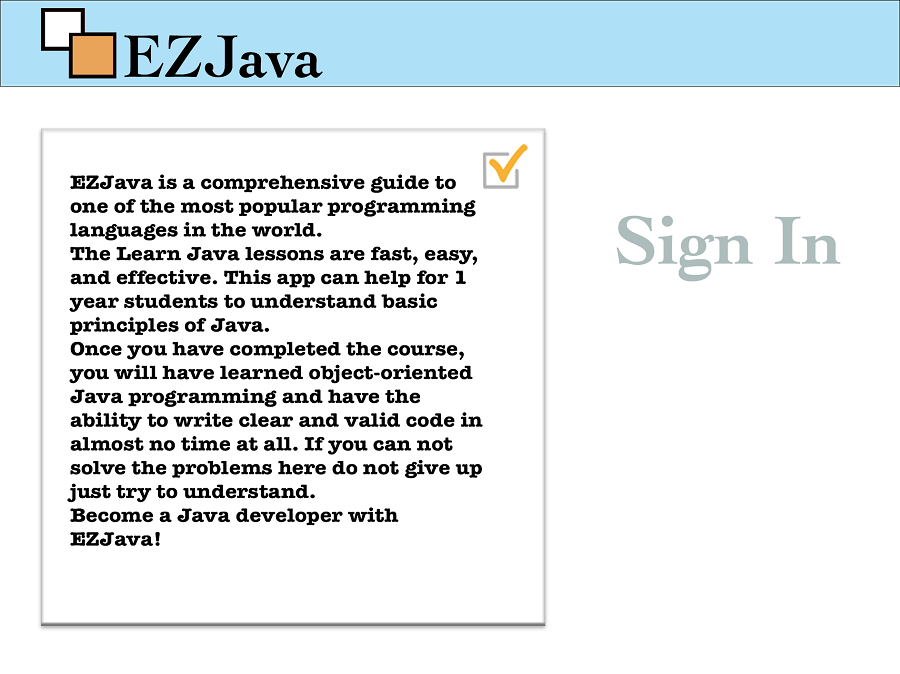 EZJava
EZJava is a comprehensive guide to
one of the most popular programming
languages in the world.
The Learn Java lessons are fast, easy,
and effective. This app can help for 1
year students to understand basic
principles of Java.
Once you have completed the course,
you will have learned object-oriented
Java programming and have the
ability to write clear and valid code in
almost no time at all. If you can not
solve the problems here do not give up
just try to understand.
Become a Java developer with
EZJava!
Sign In